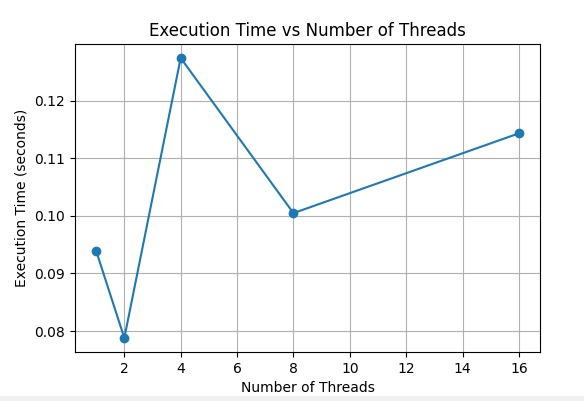 Execution Time vs Number of Threads
Execution Time (seconds)
0.12
0.11
0.10
0.09
0.08
2 4 6 8 10 12 14 16
Number of Threads